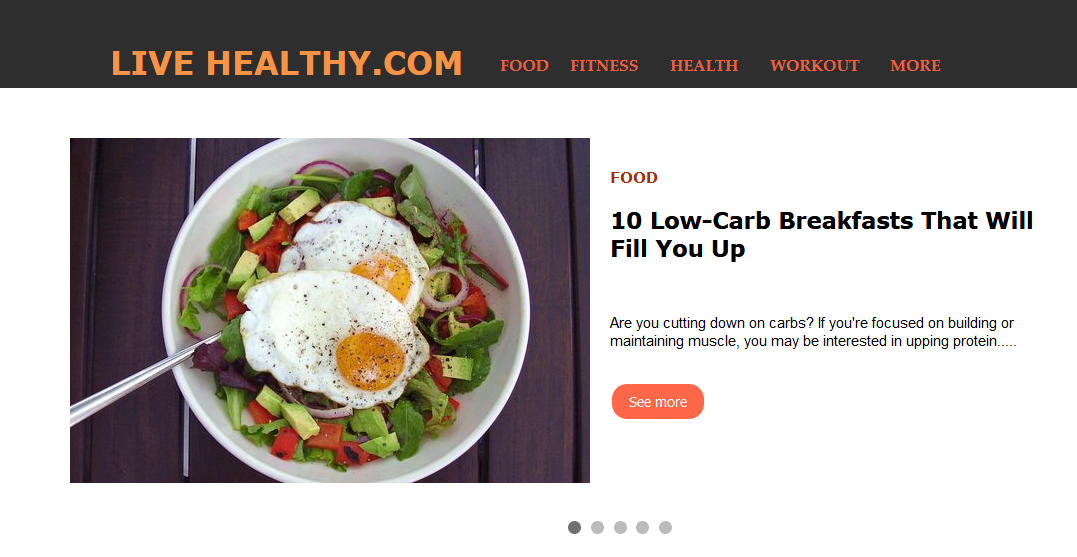 LIVE HEALTHY.COM FOOD FITNESS HEALTH WORKOUT MORE
FOOD
10 Low-Carb Breakfasts That Will
Fill You Up
Are you cutting down on carbs? If you're focused on building or
maintaining muscle, you may be interested in upping protein.....
See more